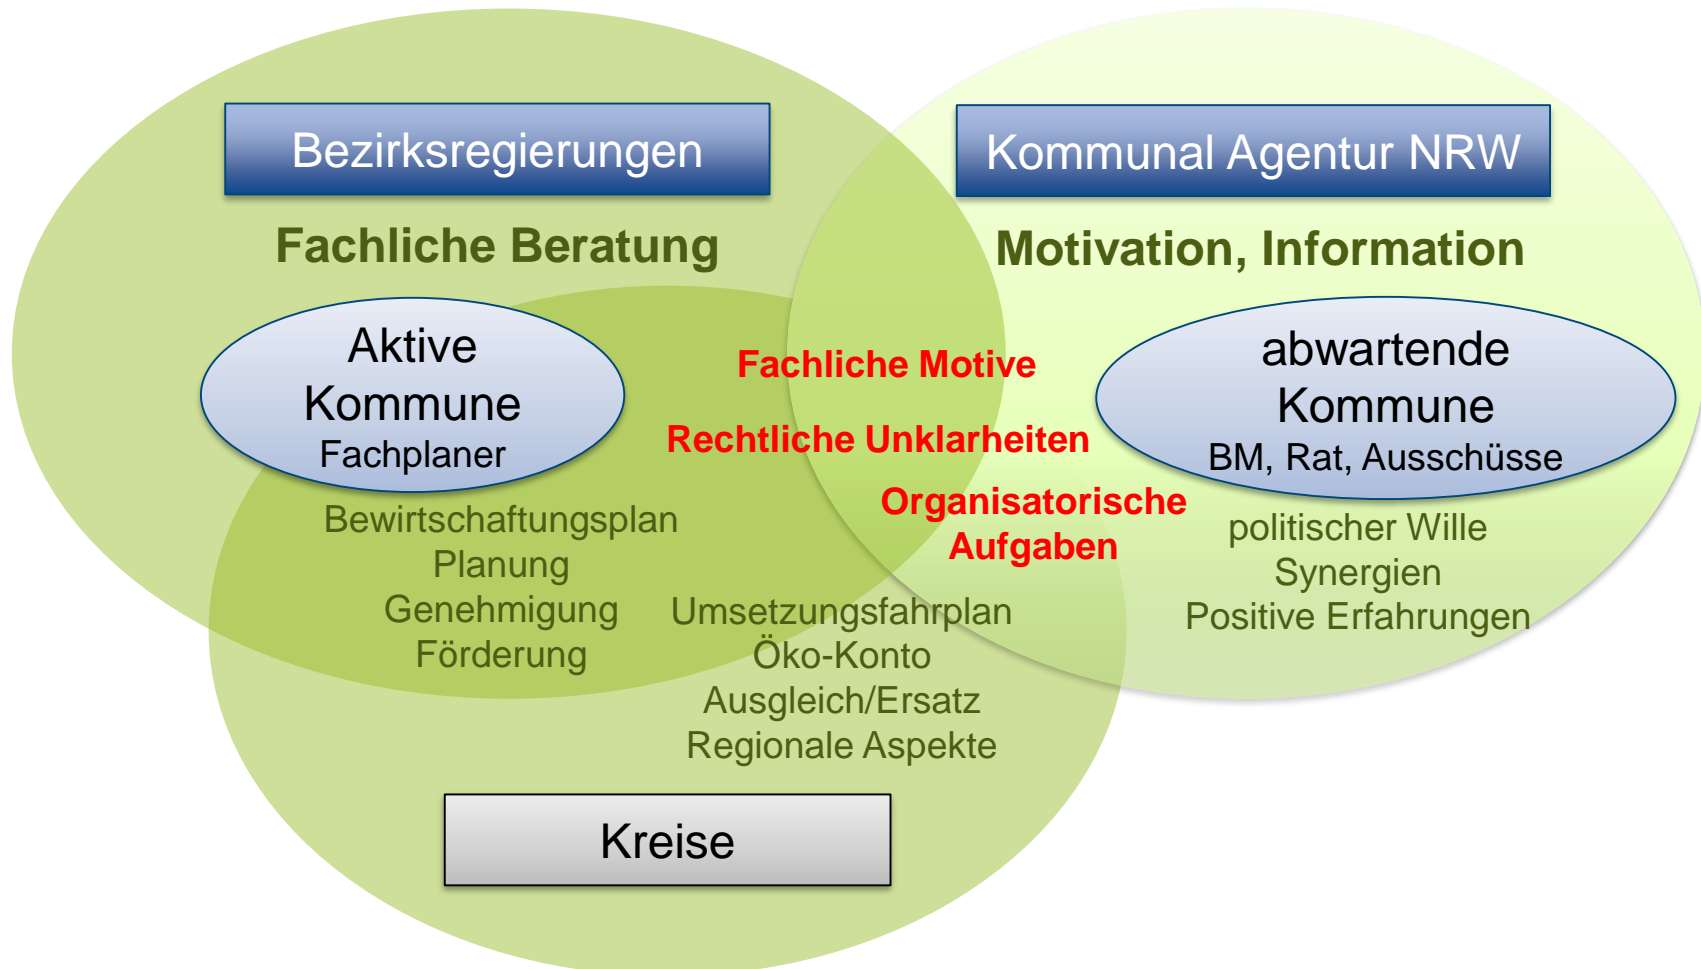 Bezirksregierungen
Fachliche Beratung
Aktive
Kommune
Fachplaner
Bewirtschaftungsplan
Planung
Genehmigung
Förderung
Kommunal Agentur NRW
Motivation, Information
abwartende
Kommune
BM, Rat, Ausschüsse
politischer Wille
Synergien
Positive Erfahrungen
Fachliche Motive
Rechtliche Unklarheiten
Organisatorische
Aufgaben
Umsetzungsfahrplan
Öko-Konto
Ausgleich/Ersatz
Regionale Aspekte
Kreise